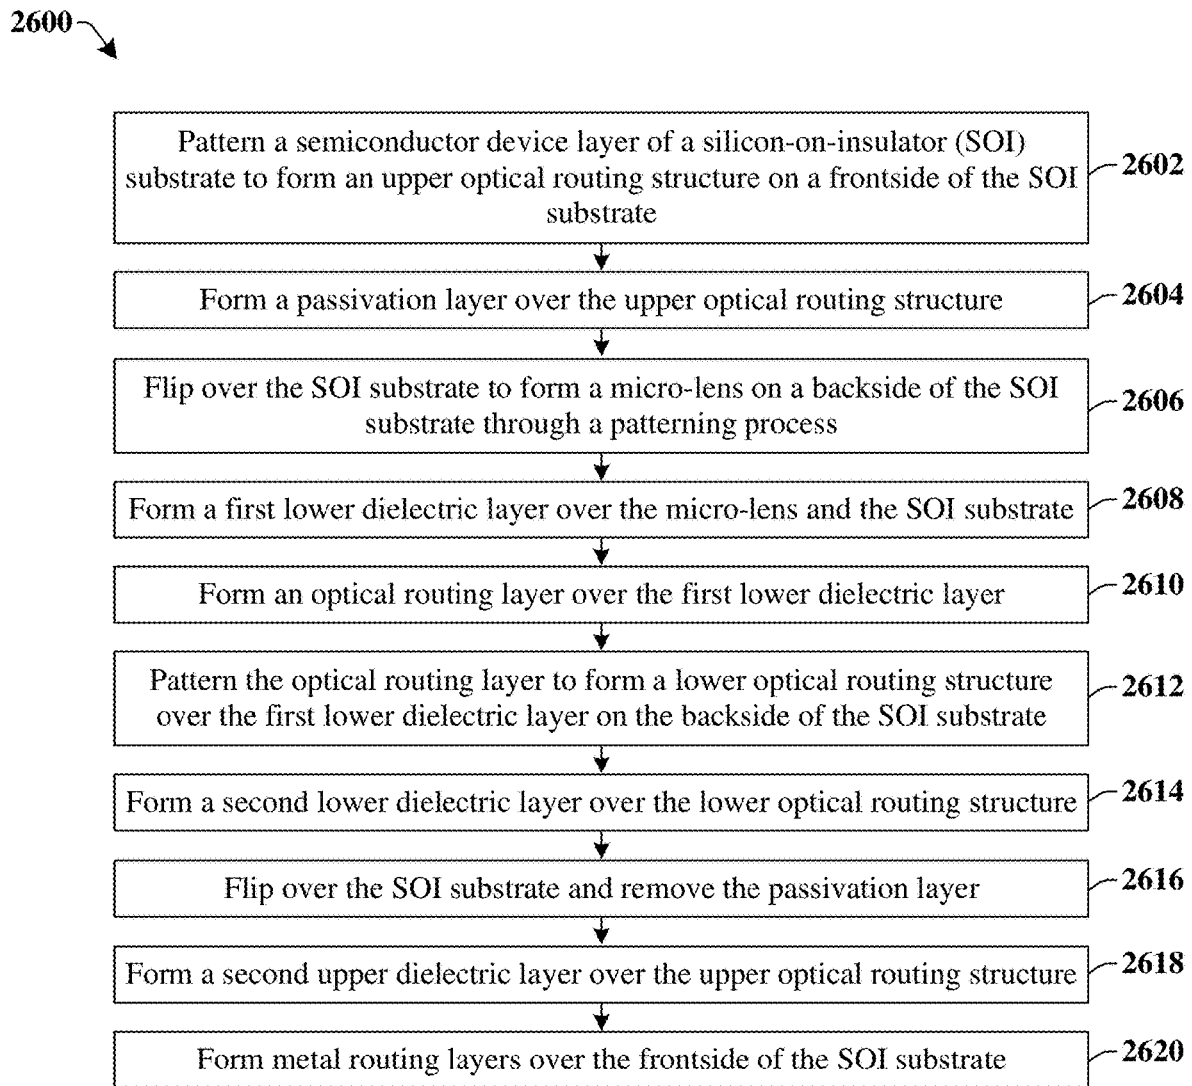 2600
Pattern a semiconductor device layer of a silicon-on-insulator (SOI)
substrate to form an upper optical routing structure on a frontside of the SOI
substrate
2602
Form a passivation layer over the upper optical routing structure
2604
Flip over the SOI substrate to form a micro-lens on a backside of the SOI
substrate through a patterning process
2606
Form a first lower dielectric layer over the micro-lens and the SOI substrate
2608
Form an optical routing layer over the first lower dielectric layer
2610
Pattern the optical routing layer to form a lower optical routing structure
over the first lower dielectric layer on the backside of the SOI substrate
2612
Form a second lower dielectric layer over the lower optical routing structure
2614
Flip over the SOI substrate and remove the passivation layer
2616
Form a second upper dielectric layer over the upper optical routing structure
2618
Form metal routing layers over the frontside of the SOI substrate
2620